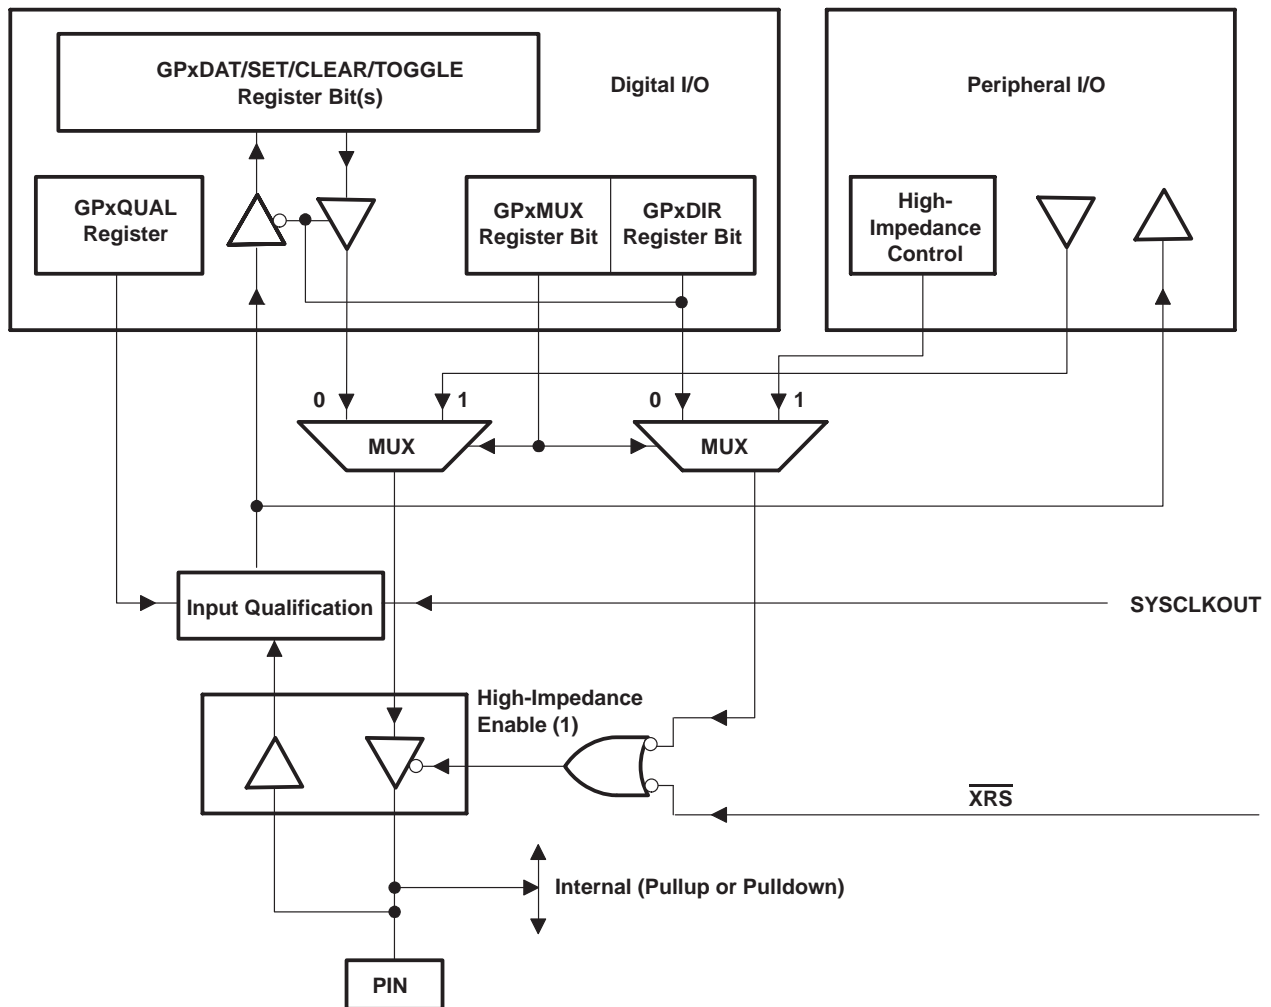 GPxDAT/SET/CLEAR/TOGGLE
Register Bit(s)
Digital I/O
Peripheral I/O
GPxQUAL
Register
GPxMUX
Register Bit
GPxDIR
Register Bit
High-
Impedance
Control
0
1
0
1
MUX
MUX
Input Qualification
SYSCLKOUT
High-Impedance
Enable (1)
XRS
Internal (Pullup or Pulldown)
PIN